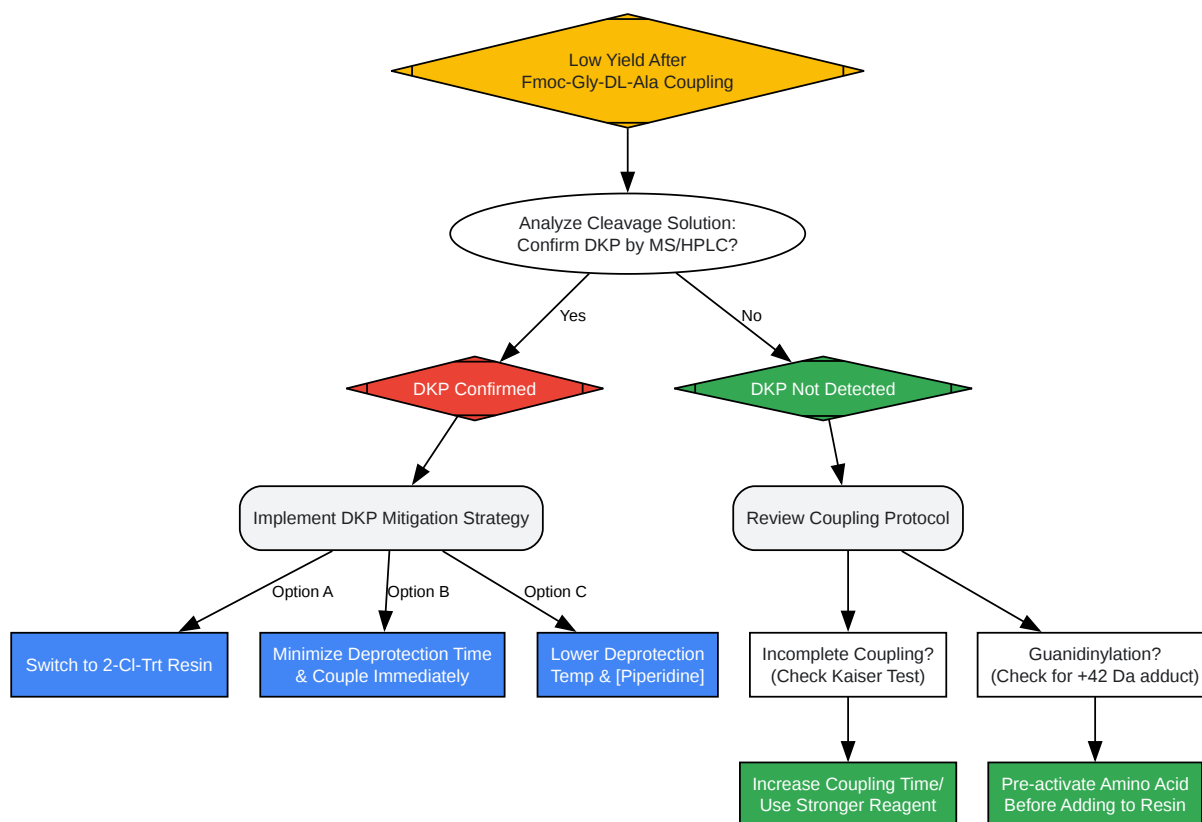 Low Yield After
Fmoc-Gly-DL-Ala Coupling
Analyze Cleavage Solution:
Confirm DKP by MS/HPLC?
Yes
No
DKP Confirmed
DKP Not Detected
Implement DKP Mitigation Strategy
Review Coupling Protocol
Option A
Option B
Option C
Switch to 2-Cl-Trt Resin
Minimize Deprotection Time
& Couple Immediately
Lower Deprotection
Temp & [Piperidine]
Incomplete Coupling?
(Check Kaiser Test)
Guanidinylation?
(Check for +42 Da adduct)
Increase Coupling Time/
Use Stronger Reagent
Pre-activate Amino Acid
Before Adding to Resin